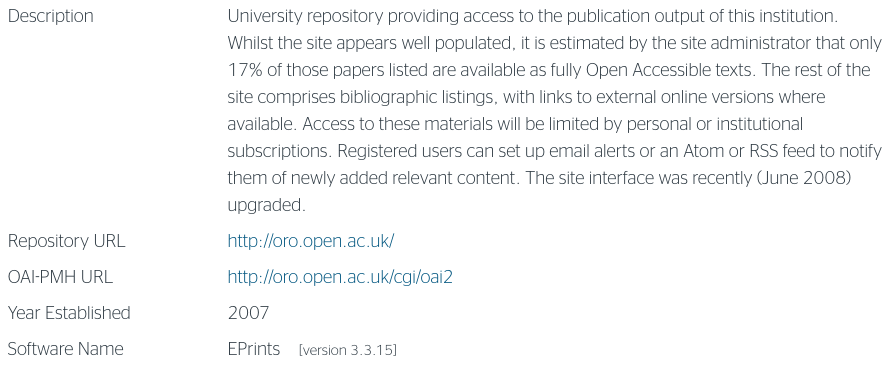 Description University repository providing access to the publication output of this institution.
Whilst the site appears well populated, it is estimated by the site administrator that only
17% of those papers listed are available as fully Open Accessible texts. The rest of the
site comprises bibliographic listings, with links to external online versions where
available. Access to these materials will be limited by personal or institutional
subscriptions. Registered users can set up email alerts or an Atom or RSS feed to notify
them of newly added relevant content. The site interface was recently (June 2008)
upgraded.
Repository URL http://oro.open.ac.uk/
OAI-PMH URL http://oro.open.ac.uk/cgi/oai2
Year Established 2007
Software Name EPrints [version 3.3.15]